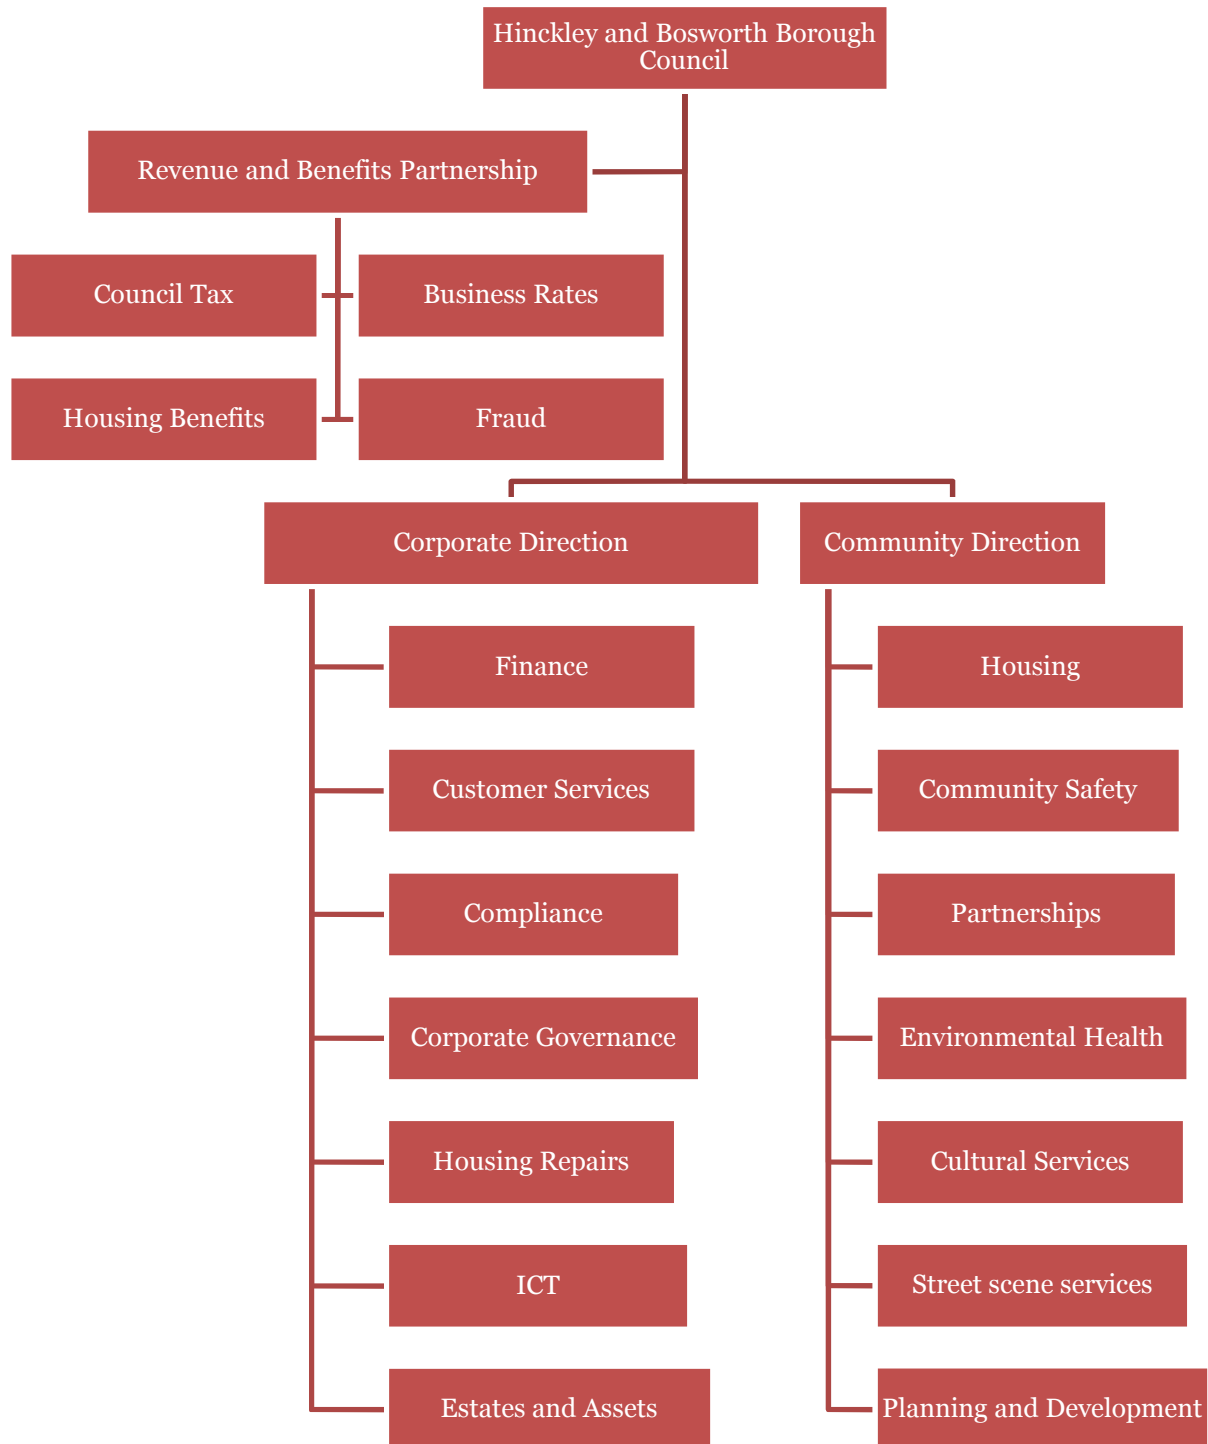 Hinckley and Bosworth Borough
Council
Revenue and Benefits Partnership
Council Tax
Business Rates
Housing Benefits
Fraud
Corporate Direction
Finance
Customer Services
Compliance
Corporate Governance
Housing Repairs
ICT
Estates and Assets
Community Direction
Housing
Community Safety
Partnerships
Environmental Health
Cultural Services
Street scene services
Planning and Development